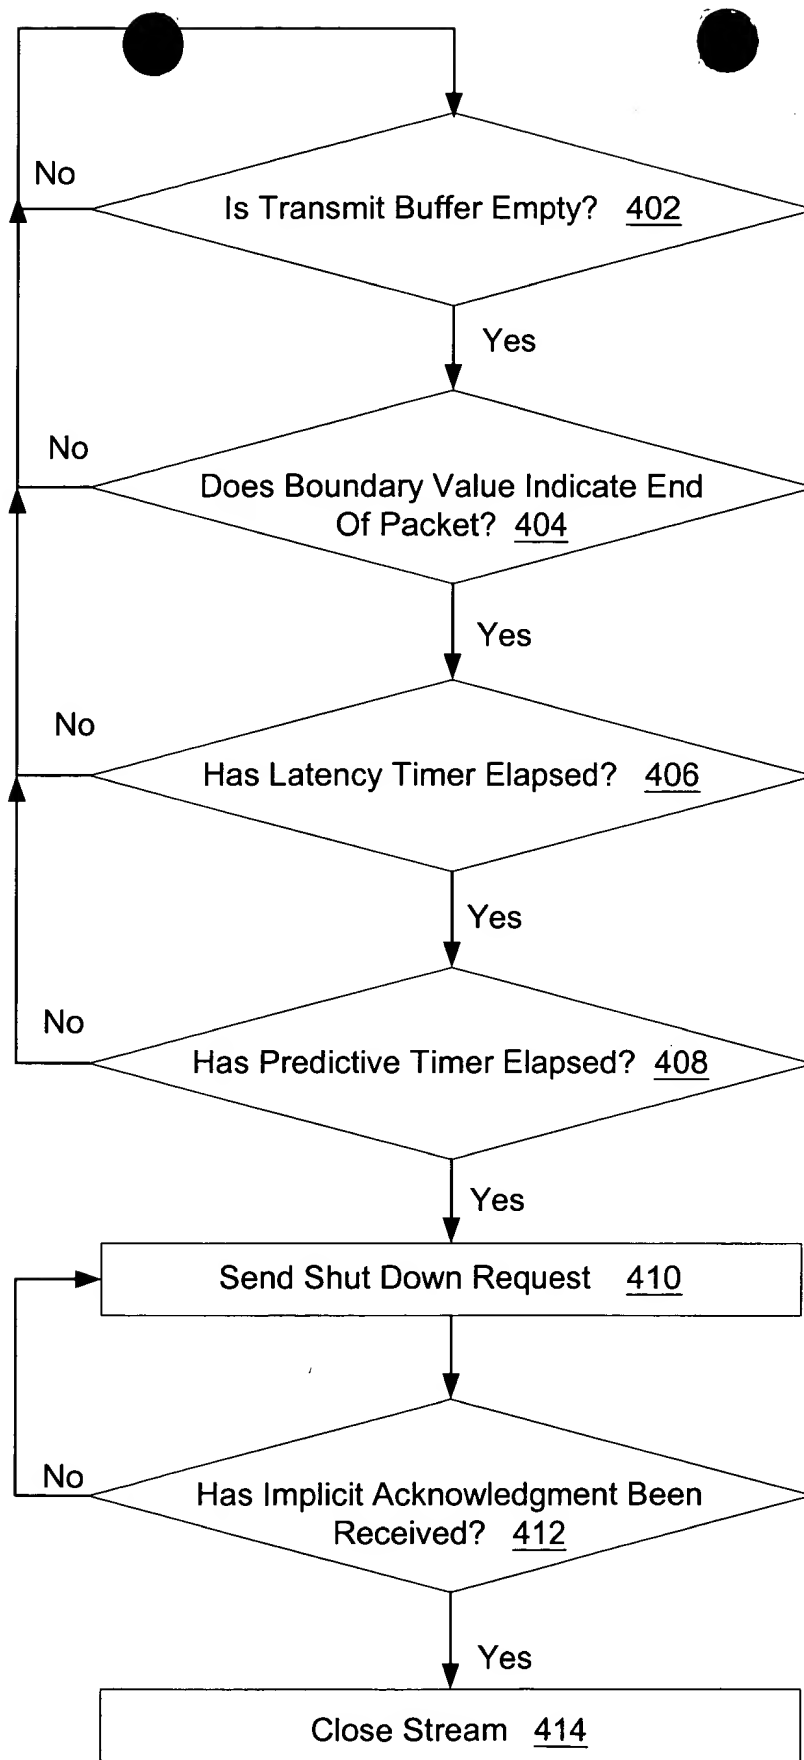 No
Is Transmit Buffer Empty? 402
Yes
No
Does Boundary Value Indicate End
Of Packet? 404
Yes
No
Has Latency Timer Elapsed? 406
Yes
No
Has Predictive Timer Elapsed? 408
Yes
Send Shut Down Request 410
No
Has Implicit Acknowledgment Been
Received? 412
Yes
Close Stream 414